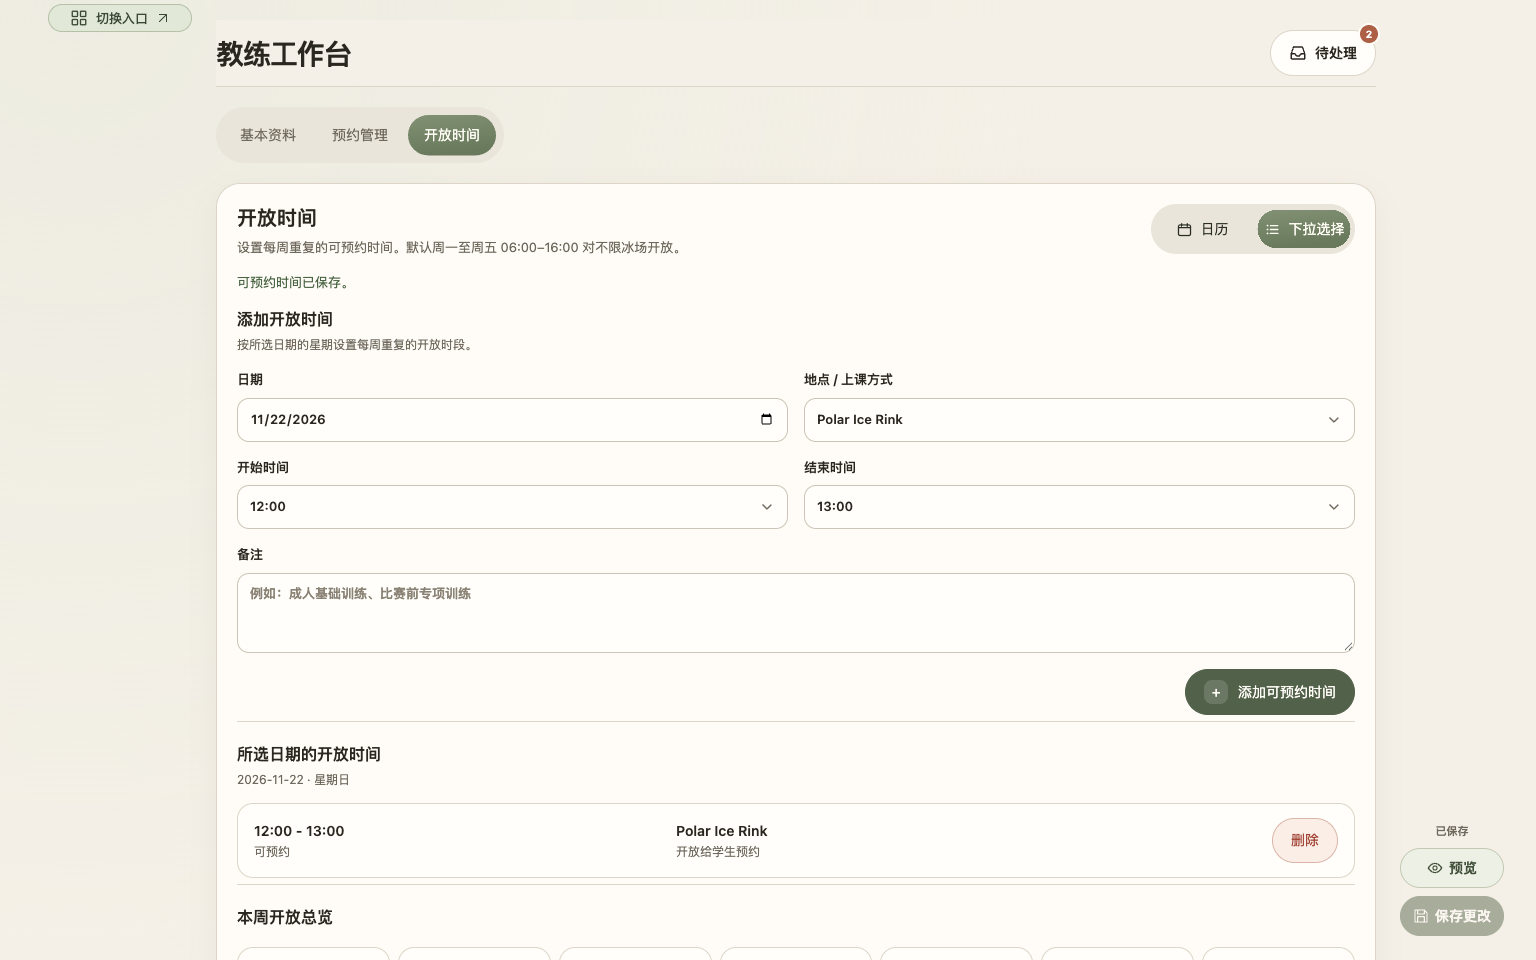 切换入口
教练工作台
待处理
2
基本资料
预约管理
开放时间
开放时间
设置每周重复的可预约时间。默认周一至周五 06:00–16:00 对不限冰场开放。
日历
下拉选择
可预约时间已保存。
添加开放时间
按所选日期的星期设置每周重复的开放时段。
日期
地点 / 上课方式
11/22/2026
Polar Ice Rink
开始时间
结束时间
12:00
13:00
备注
例如：成人基础训练、比赛前专项训练
+ 添加可预约时间
所选日期的开放时间
2026-11-22 · 星期日
12:00 - 13:00
可预约
Polar Ice Rink
开放给学生预约
删除
本周开放总览
已保存
预览
保存更改